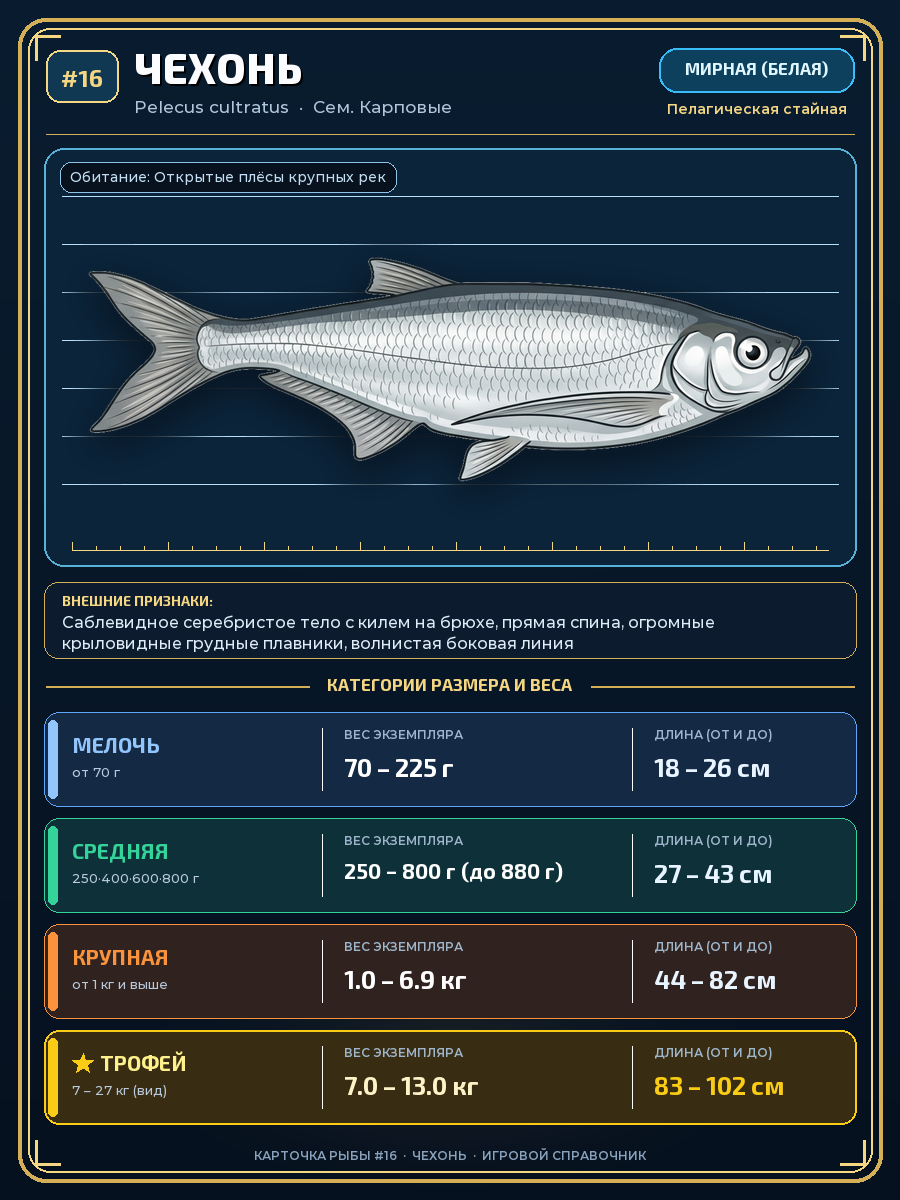 #16
ЧЕХОНЬ
Pelecus cultratus · Сем. Карповые
МИРНАЯ (БЕЛАЯ)
Пелагическая стайная
Обитание: Открытые плёсы крупных рек
ВНЕШНИЕ ПРИЗНАКИ:
Саблевидное серебристое тело с килем на брюхе, прямая спина, огромные
крыловидные грудные плавники, волнистая боковая линия
КАТЕГОРИИ РАЗМЕРА И ВЕСА
МЕЛОЧЬ
от 70 г
ВЕС ЭКЗЕМПЛЯРА
70 – 225 г
ДЛИНА (ОТ И ДО)
18 – 26 см
СРЕДНЯЯ
250·400·600·800 г
ВЕС ЭКЗЕМПЛЯРА
250 – 800 г (до 880 г)
ДЛИНА (ОТ И ДО)
27 – 43 см
КРУПНАЯ
от 1 кг и выше
ВЕС ЭКЗЕМПЛЯРА
1.0 – 6.9 кг
ДЛИНА (ОТ И ДО)
44 – 82 см
ТРОФЕЙ
7 – 27 кг (вид)
ВЕС ЭКЗЕМПЛЯРА
7.0 – 13.0 кг
ДЛИНА (ОТ И ДО)
83 – 102 см
КАРТОЧКА РЫБЫ #16 · ЧЕХОНЬ · ИГРОВОЙ СПРАВОЧНИК